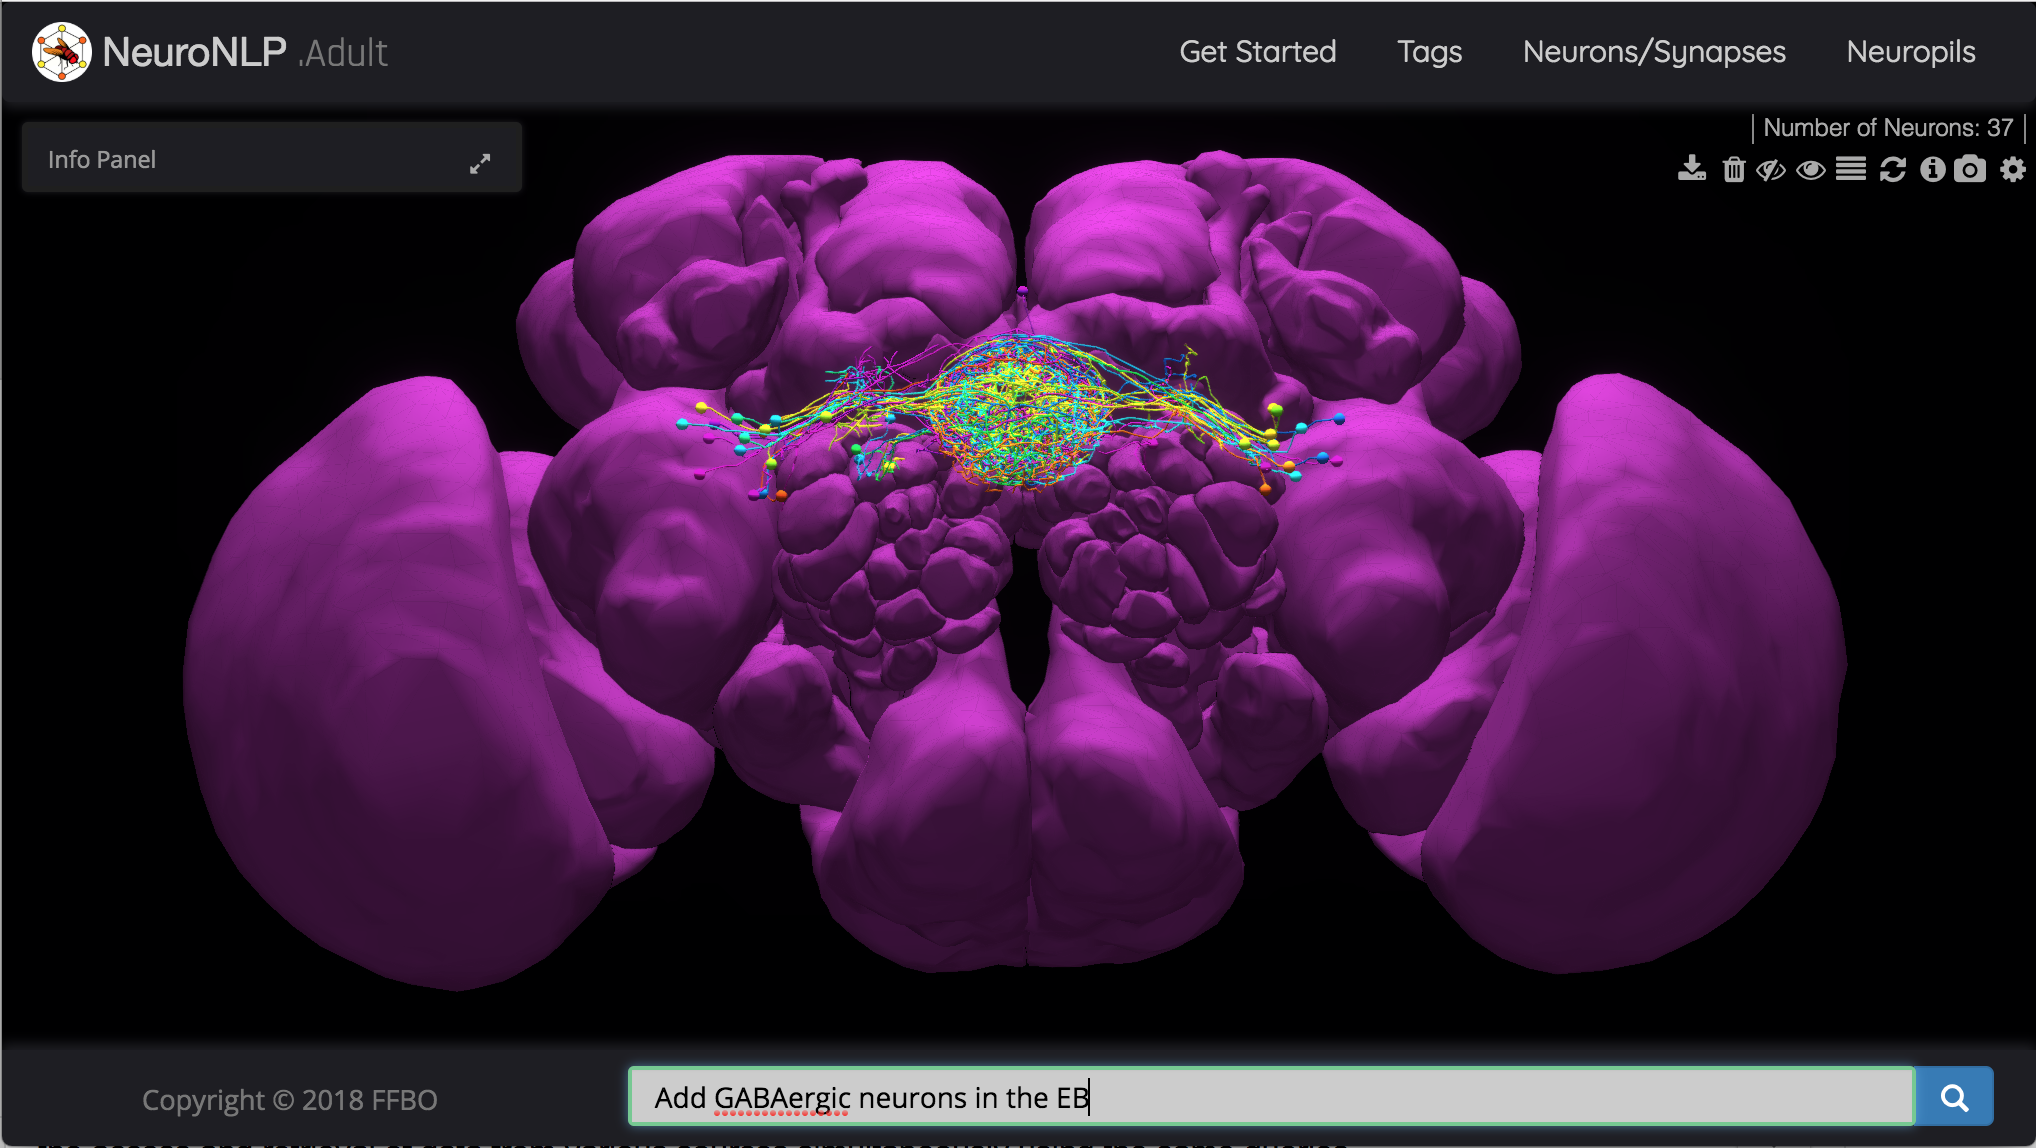 NeuroNLP .Adult
Get Started
Tags
Neurons/Synapses
Neuropils
Info Panel
| Number of Neurons: 37 |
Copyright © 2018 FFBO
Add GABAergic neurons in the EB